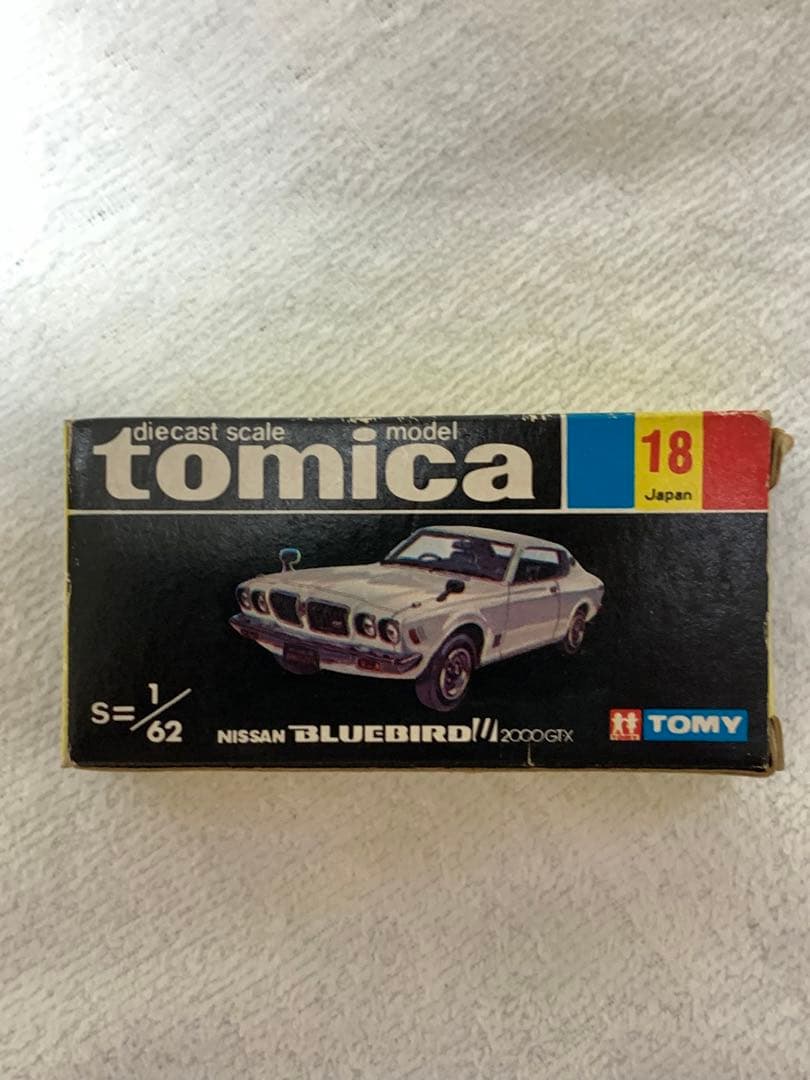 diecast scale model
tomica
18
Japan
S=1/62
NISSAN BLUEBIRD U 2000GTX
TOMY